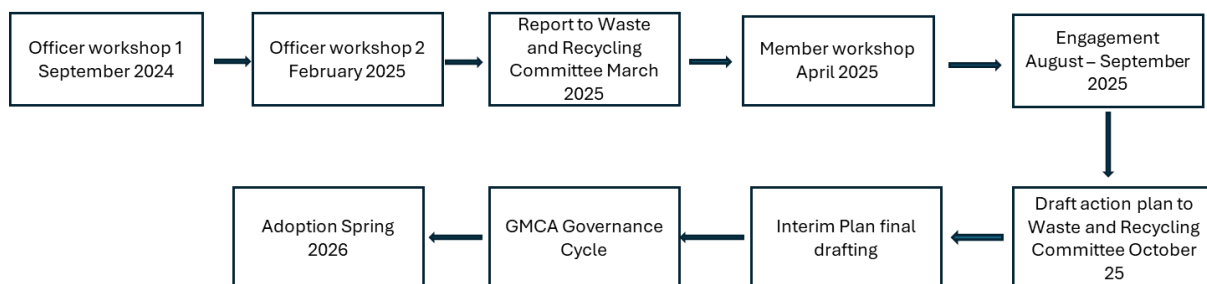 Officer workshop 1
September 2024
Officer workshop 2
February 2025
Report to Waste
and Recycling
Committee March
2025
Member workshop
April 2025
Engagement
August – September
2025
Draft action plan to
Waste and Recycling
Committee October
25
Interim Plan final
drafting
GMCA Governance
Cycle
Adoption Spring
2026